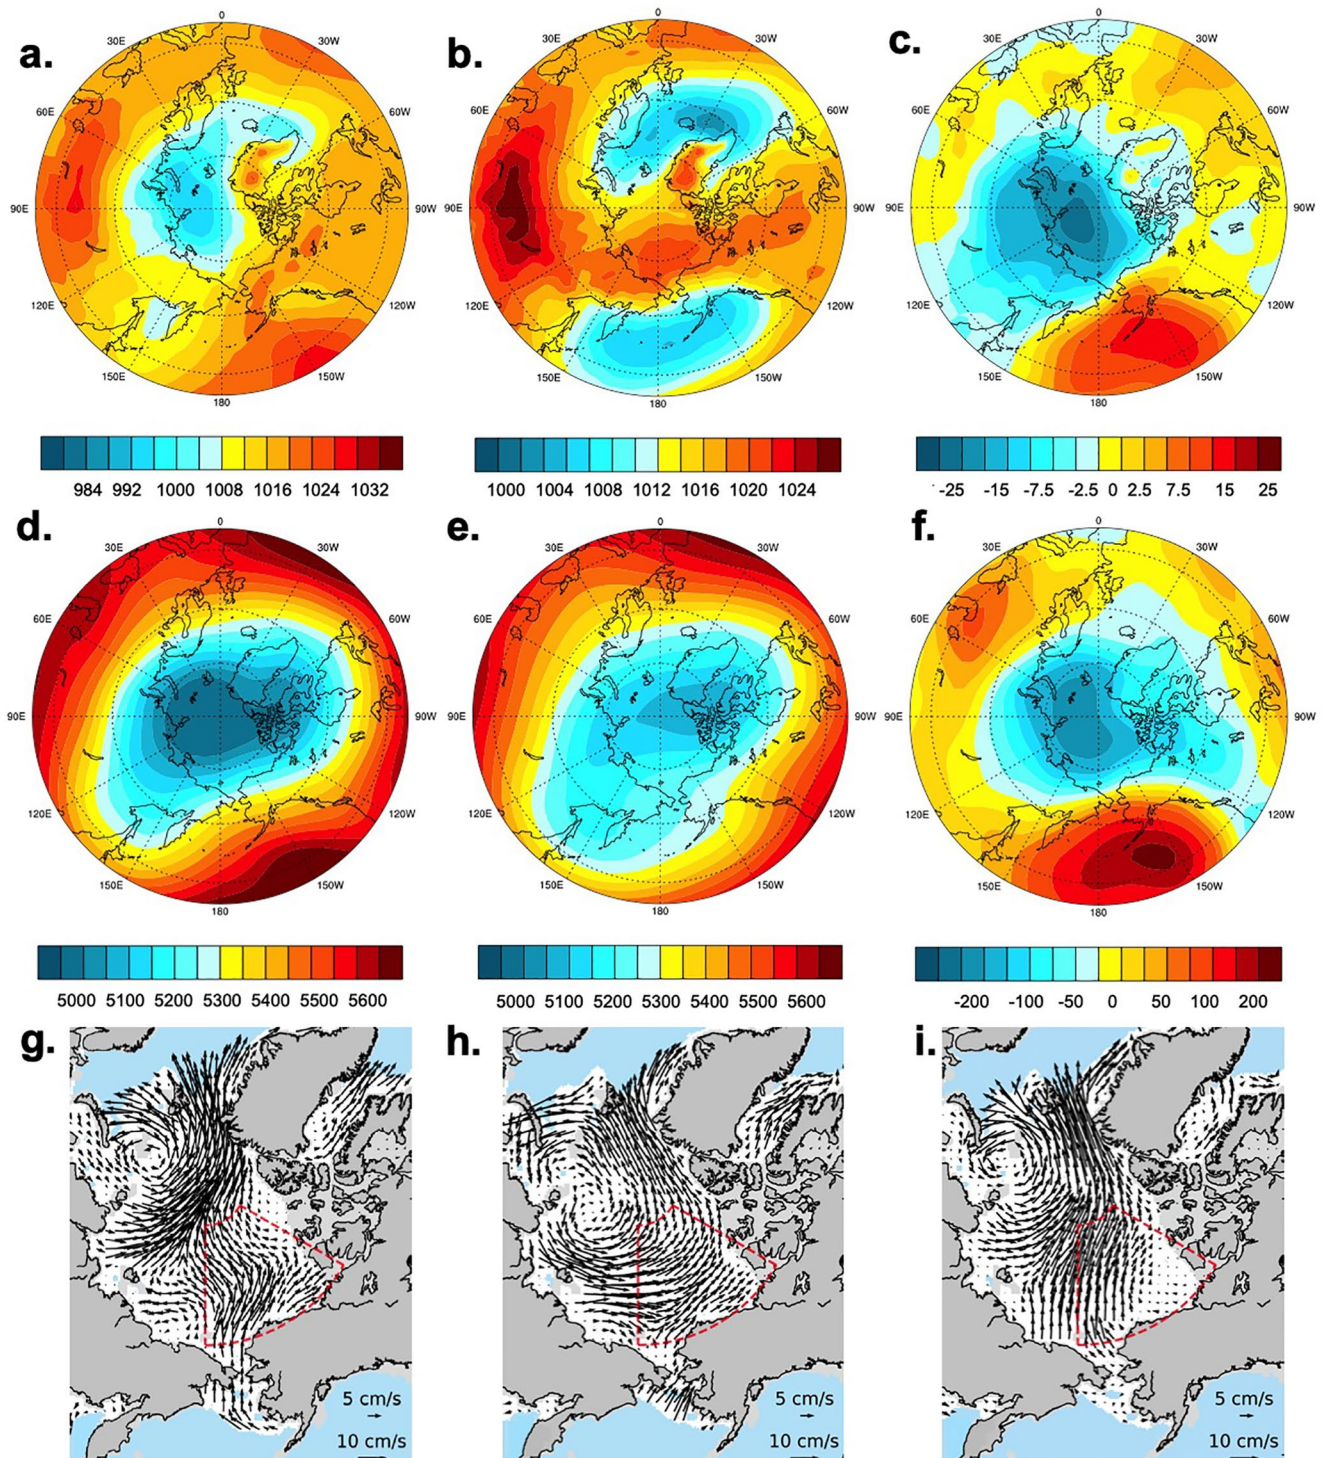 a.
0
30E
30W
60E
60W
90E
90W
120E
120W
150E
150W
180
b.
0
30E
30W
60E
60W
90E
90W
120E
120W
150E
150W
180
c.
0
30E
30W
60E
60W
90E
90W
120E
120W
150E
150W
180
984 992 1000 1008 1016 1024 1032
1000 1004 1008 1012 1016 1020 1024
-25 -15 -7.5 -2.5 0 2.5 7.5 15 25
d.
0
30E
30W
60E
60W
90E
90W
120E
120W
150E
150W
180
e.
0
30E
30W
60E
60W
90E
90W
120E
120W
150E
150W
180
f.
0
30E
30W
60E
60W
90E
90W
120E
120W
150E
150W
180
5000 5100 5200 5300 5400 5500 5600
5000 5100 5200 5300 5400 5500 5600
-200 -100 -50 0 50 100 200
g.
5 cm/s
10 cm/s
h.
5 cm/s
10 cm/s
i.
5 cm/s
10 cm/s